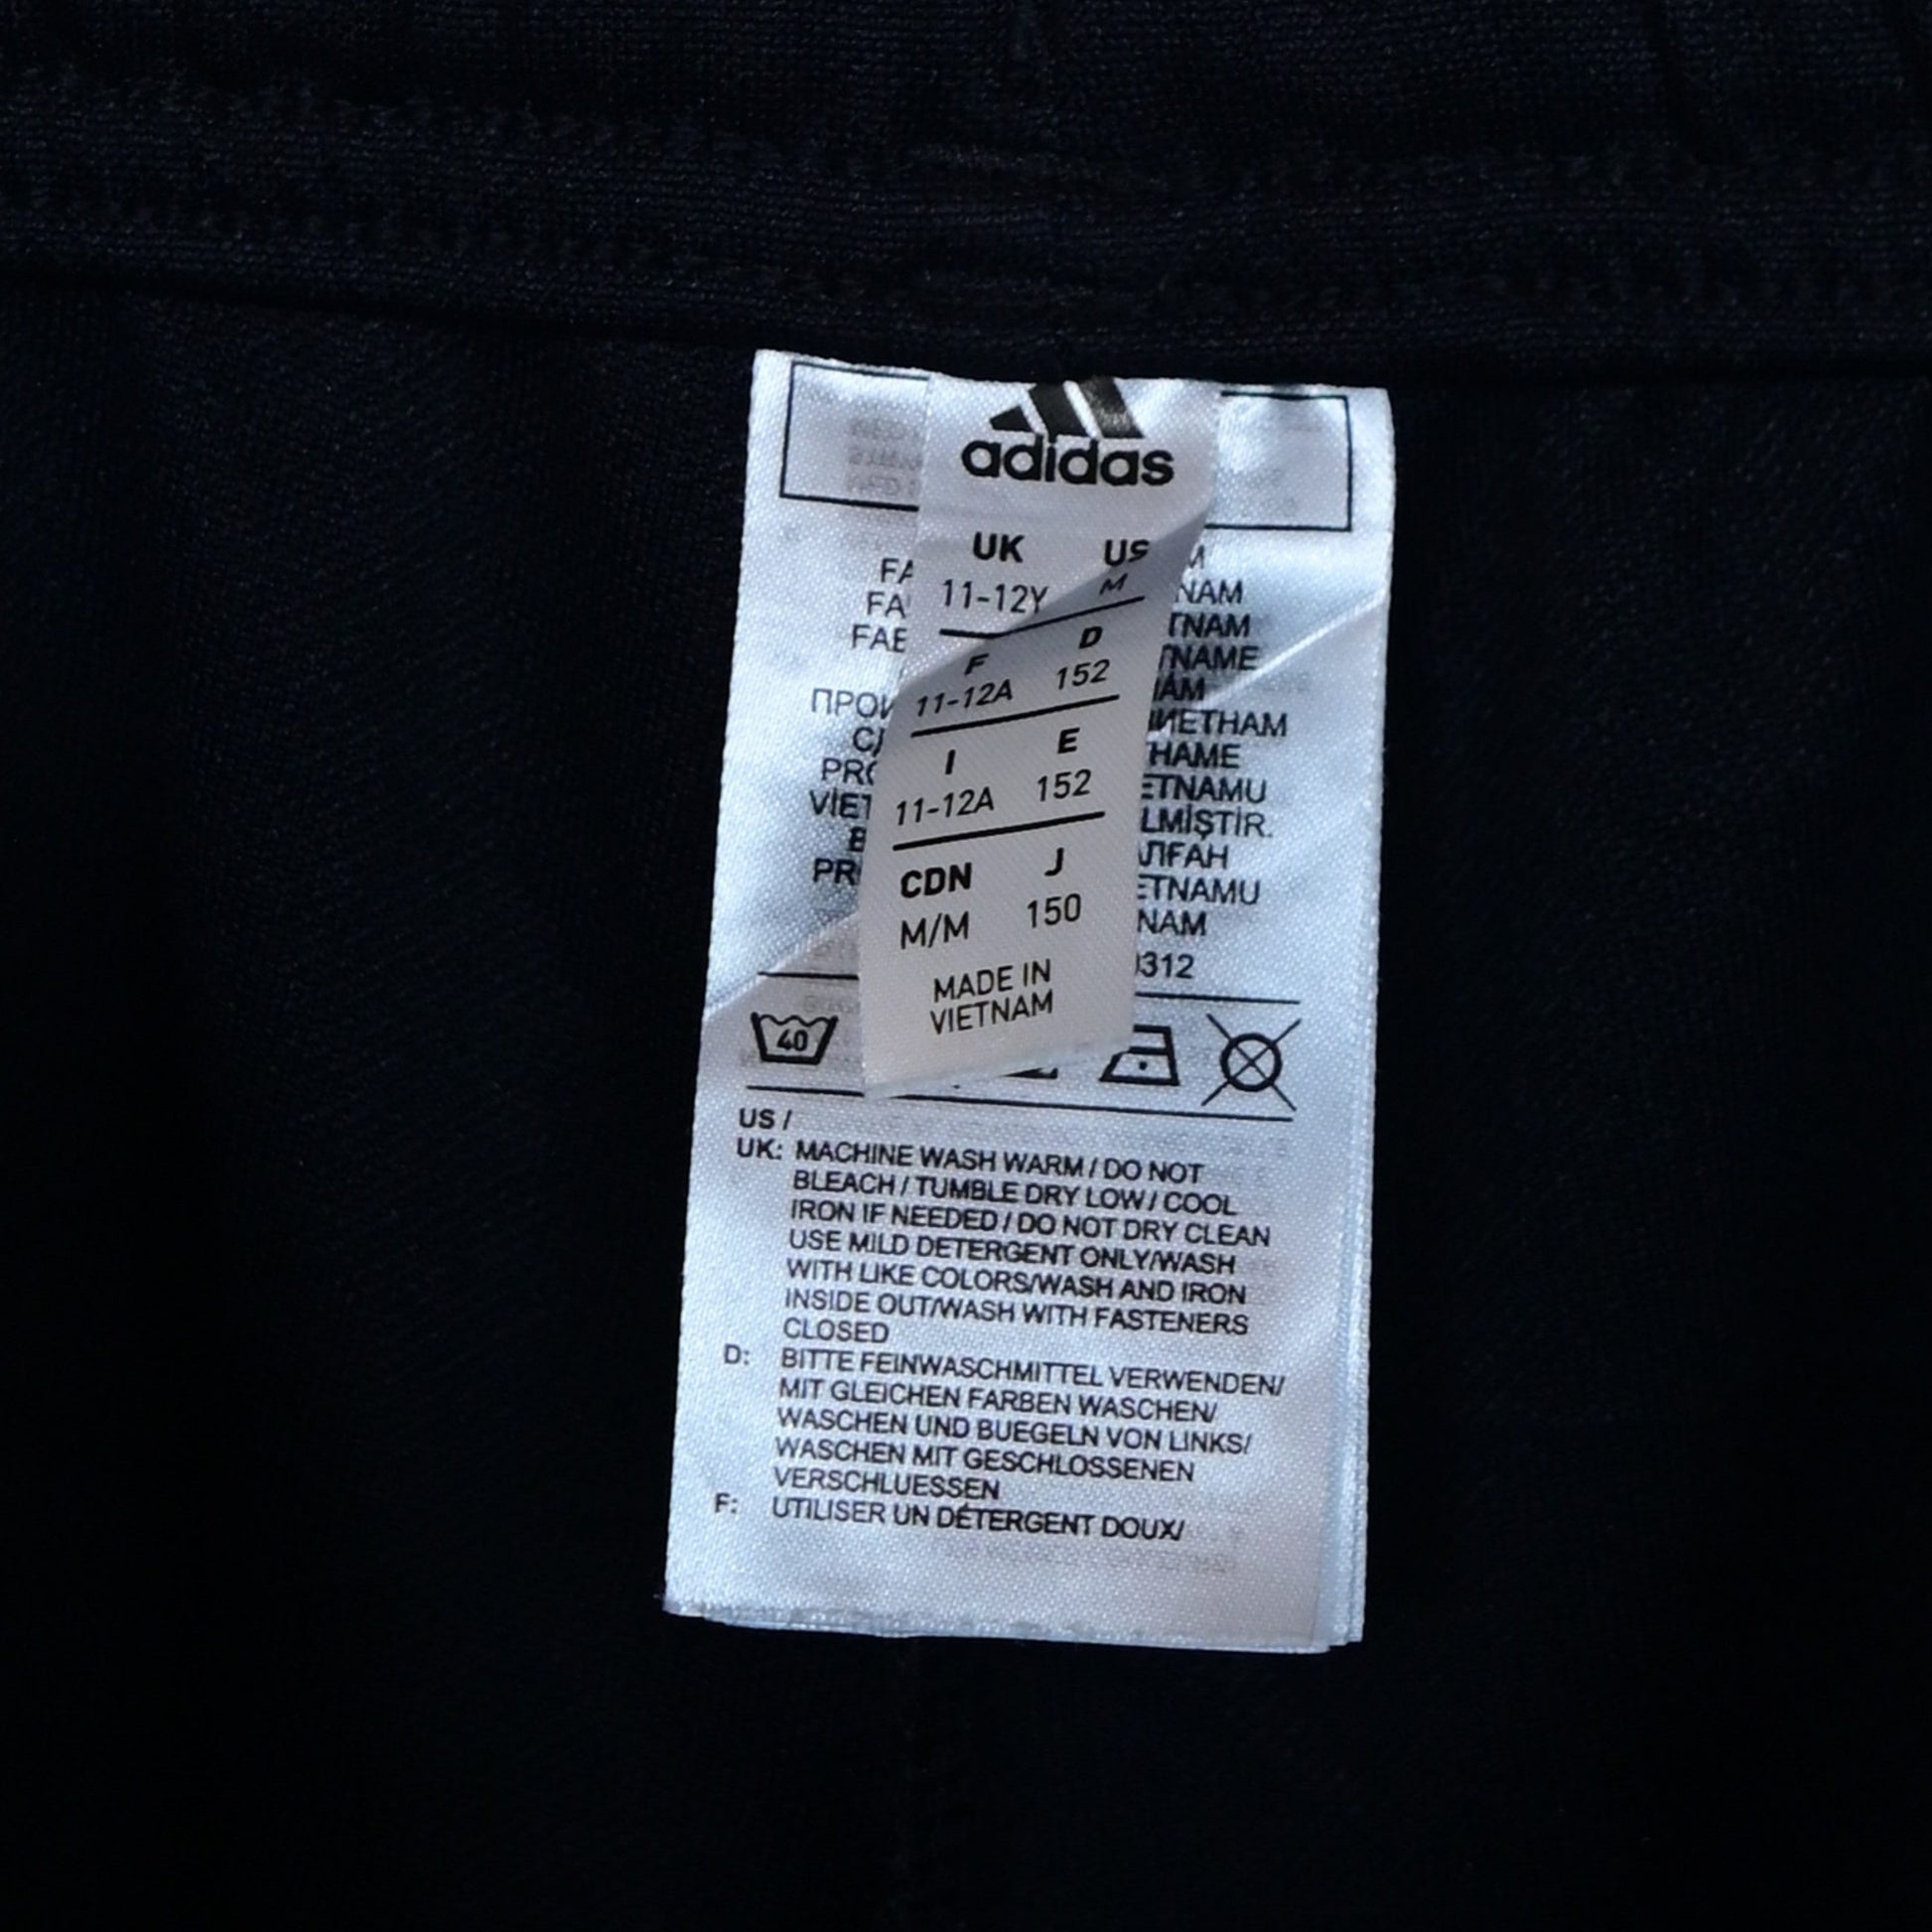 adidas
UK US
11-12Y M
F D
11-12A 152
I E
11-12A 152
CDN J
M/M 150
MADE IN
VIETNAM
40
US /
UK: MACHINE WASH WARM / DO NOT
BLEACH / TUMBLE DRY LOW / COOL
IRON IF NEEDED / DO NOT DRY CLEAN
USE MILD DETERGENT ONLY/WASH
WITH LIKE COLORS/WASH AND IRON
INSIDE OUT/WASH WITH FASTENERS
CLOSED
D: BITTE FEINWASCHMITTEL VERWENDEN/
MIT GLEICHEN FARBEN WASCHEN/
WASCHEN UND BUEGELN VON LINKS/
WASCHEN MIT GESCHLOSSENEN
VERSCHLUESSEN
F: UTILISER UN DÉTERGENT DOUX/